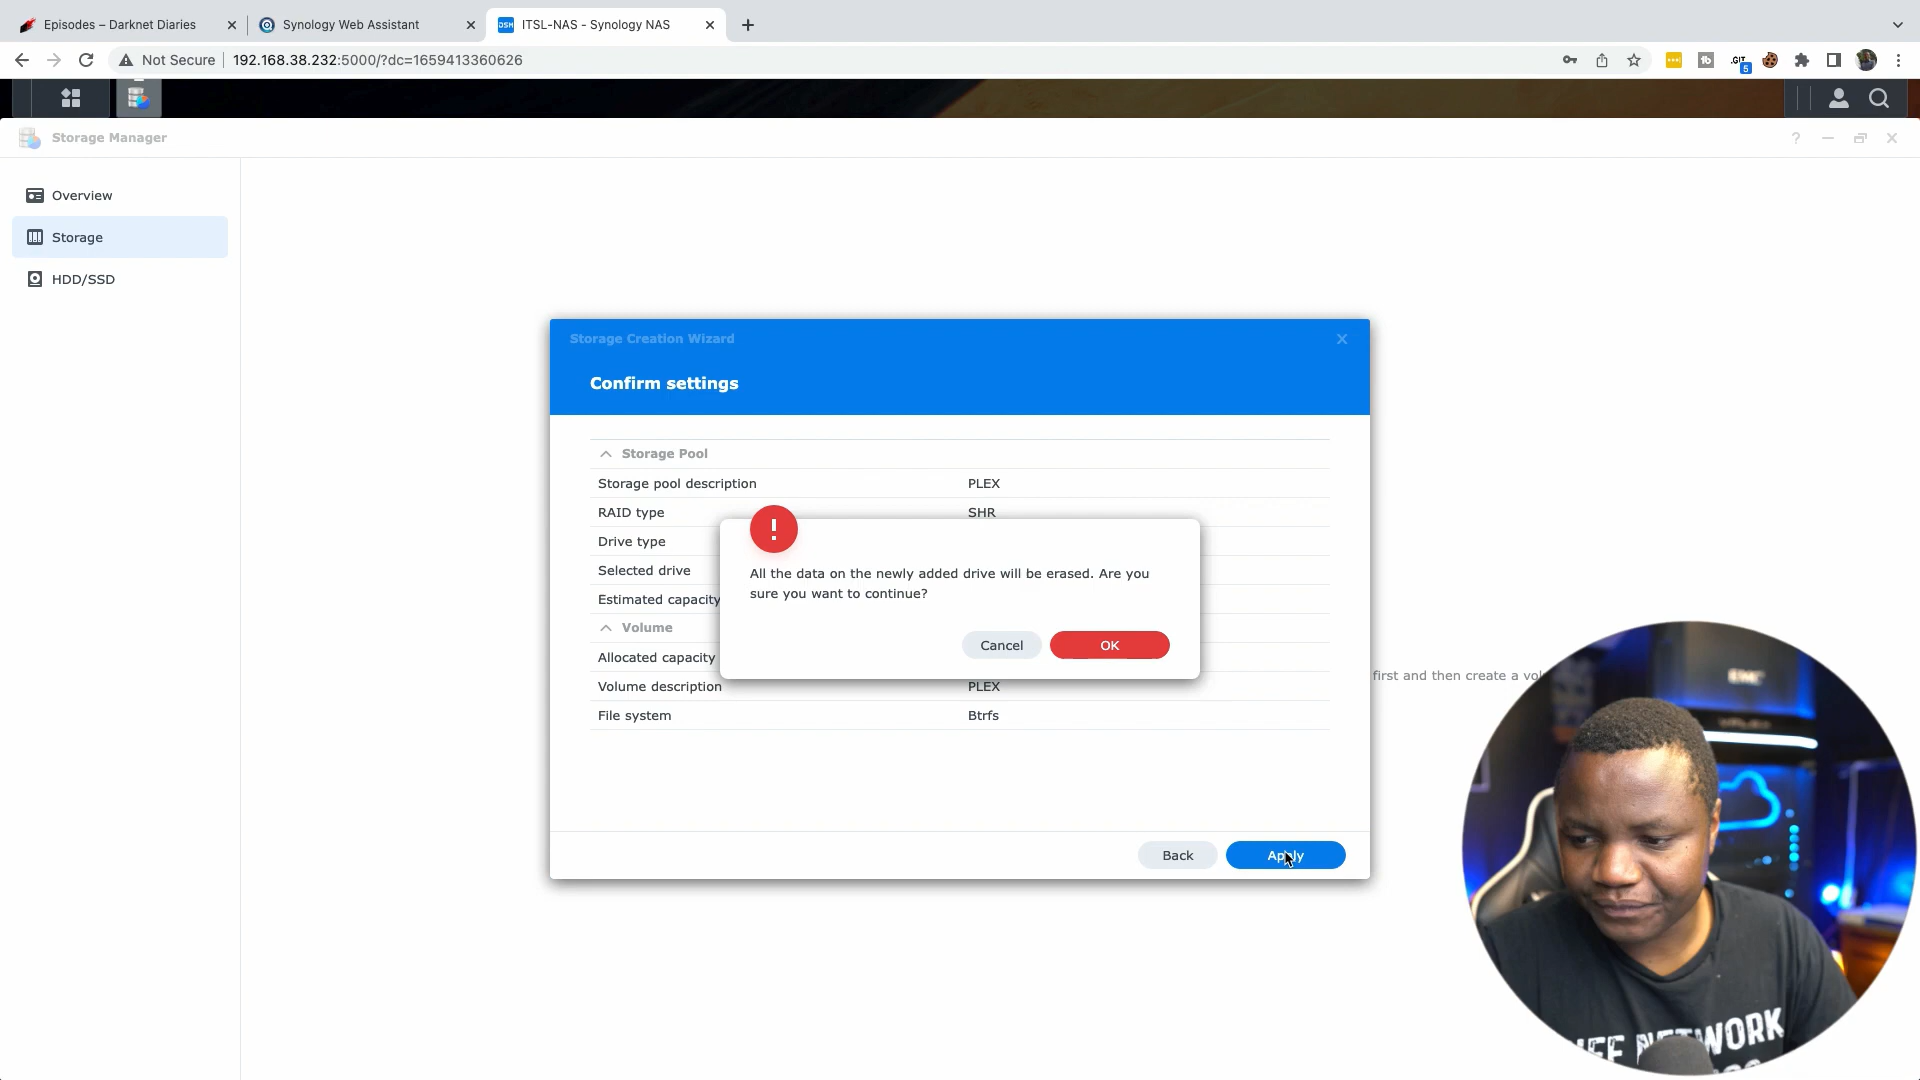 Episodes – Darknet Diaries
Synology Web Assistant
DSM
ITSL-NAS - Synology NAS
Not Secure
192.168.38.232:5000/?dc=1659413360626
GIT
5
Storage Manager
?
Overview
Storage
HDD/SSD
Storage Creation Wizard
Confirm settings
Storage Pool
Storage pool description
PLEX
RAID type
SHR
Drive type
Selected drive
Estimated capacity
!
All the data on the newly added drive will be erased. Are you
sure you want to continue?
Cancel
OK
Volume
Allocated capacity
Volume description
PLEX
File system
Btrfs
first and then create a
Back
Apply
NETWORK